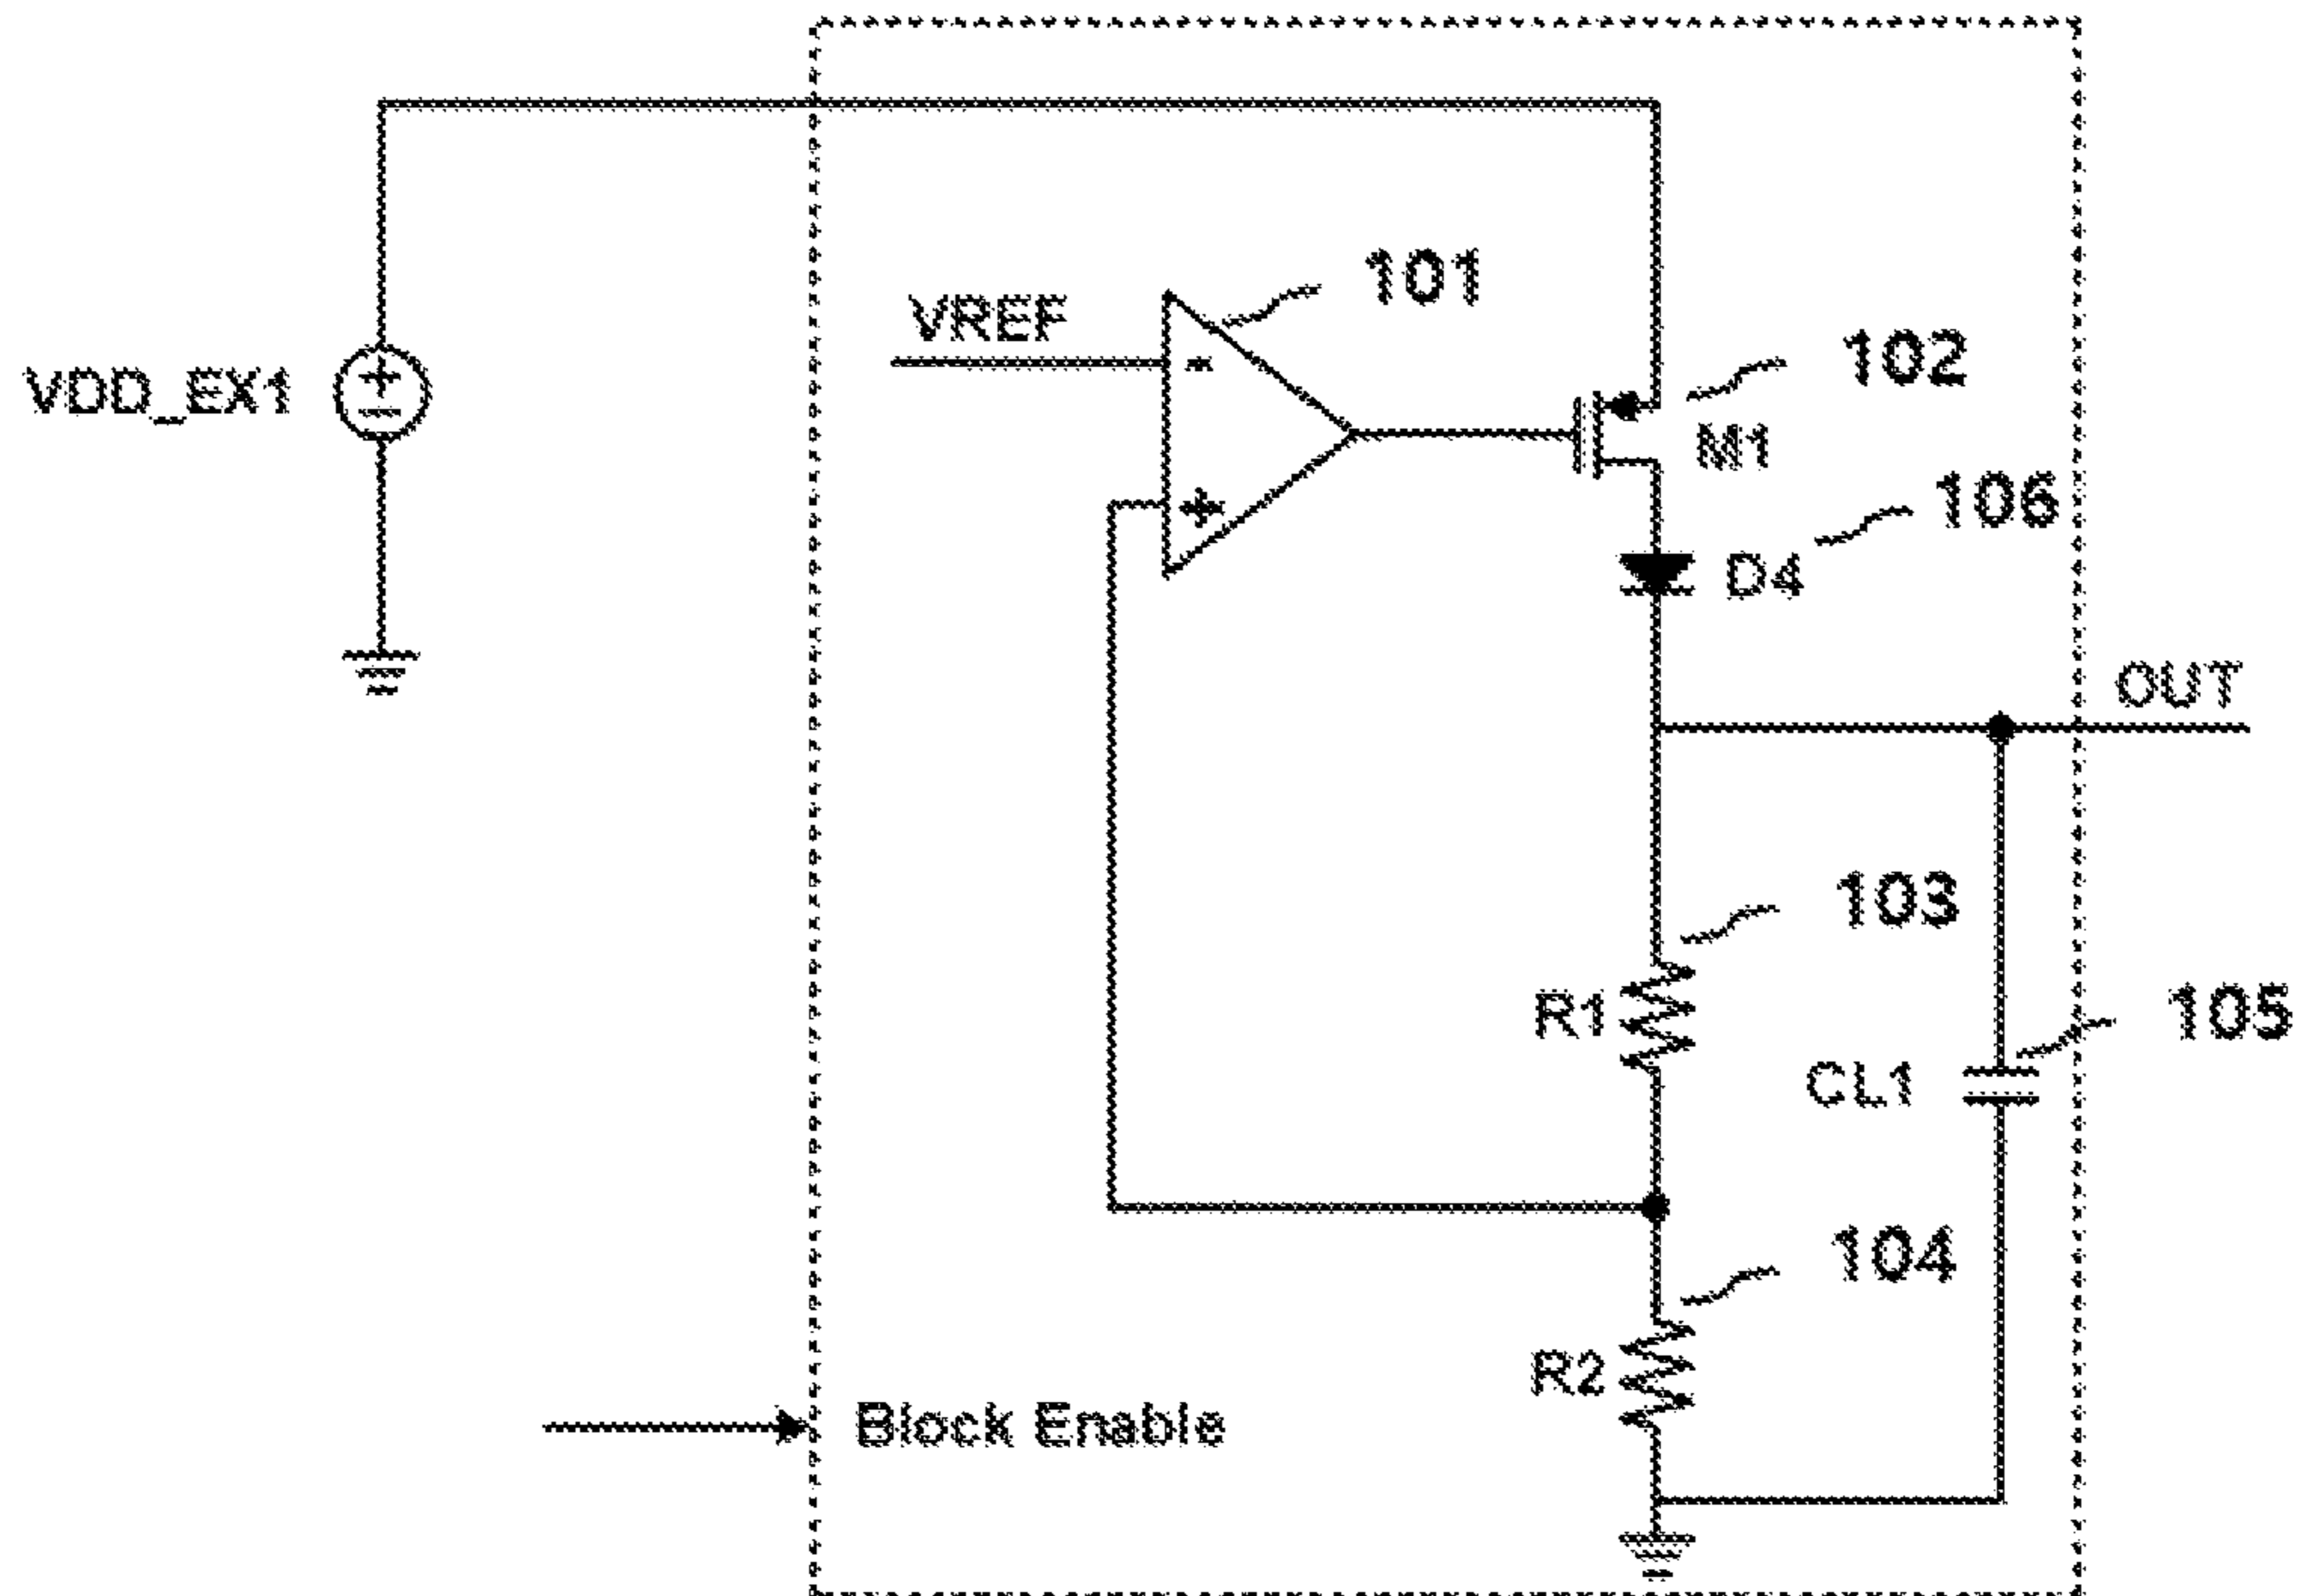 101
VREF
-
102
VDD_EX1
+
-
M1
106
+
D4
OUT
103
105
R1
CL1
104
R2
Block Enable